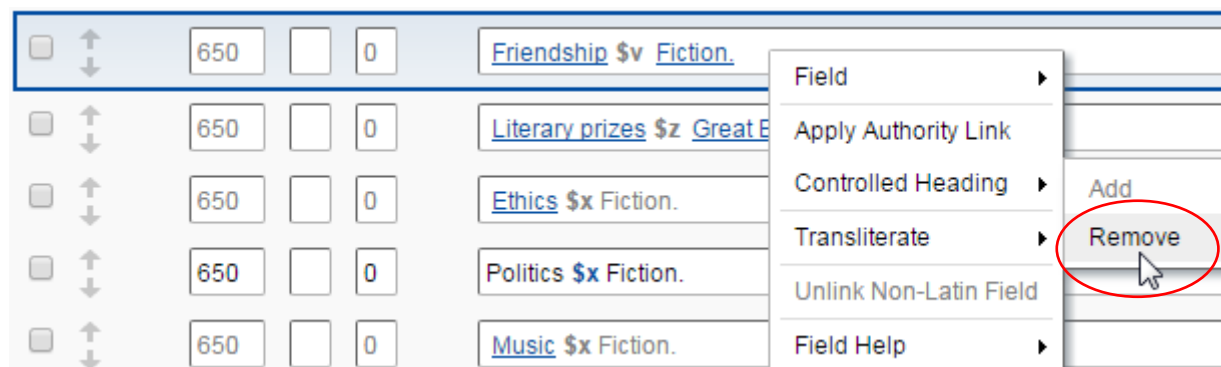 650 0 Friendship $v Fiction.
Field
650 0 Literary prizes $z Great
Apply Authority Link
Controlled Heading
Add
650 0 Ethics $x Fiction.
Transliterate
Remove
650 0 Politics $x Fiction.
Unlink Non-Latin Field
650 0 Music $x Fiction.
Field Help